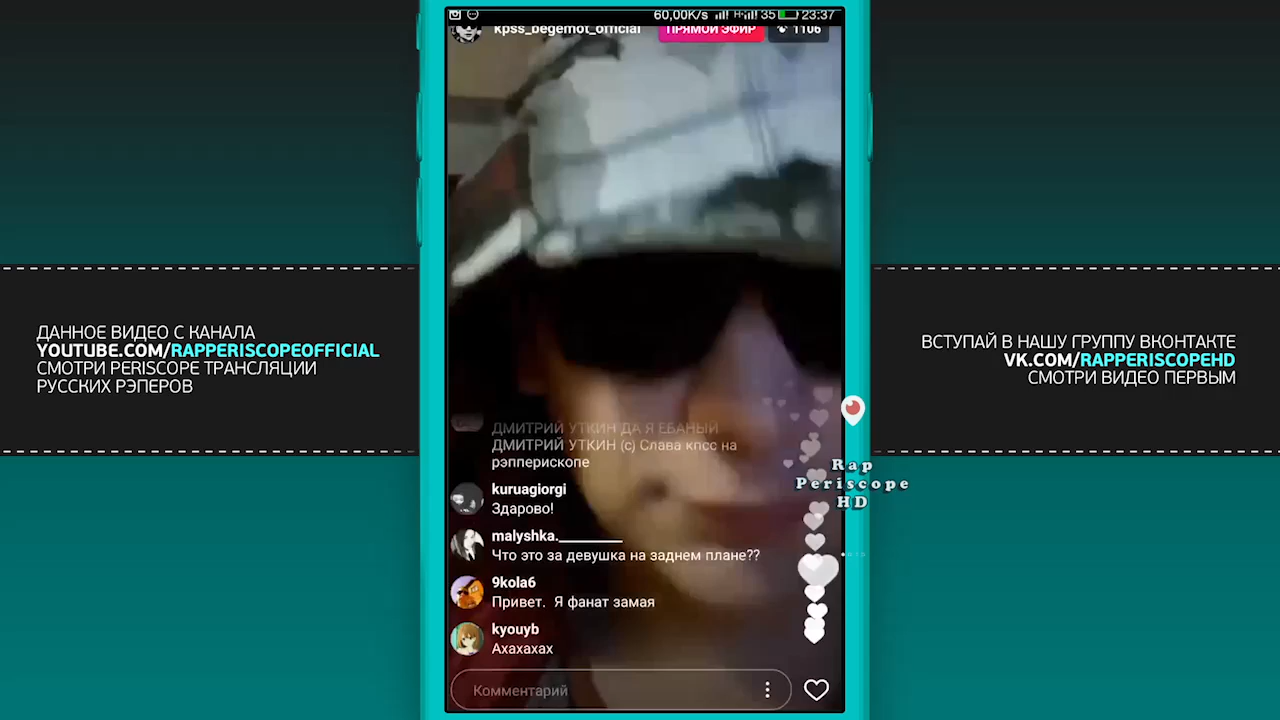 60,00K/s 35 23:37
kpss_begemot_official ПРЯМОЙ ЭФИР 1106
ДАННОЕ ВИДЕО С КАНАЛА
YOUTUBE.COM/RAPPERISCOPEOFFICIAL
СМОТРИ PERISCOPE ТРАНСЛЯЦИИ
РУССКИХ РЭПЕРОВ
ВСТУПАЙ В НАШУ ГРУППУ ВКОНТАКТЕ
VK.COM/RAPPERISCOPEHD
СМОТРИ ВИДЕО ПЕРВЫМ
ДМИТРИЙ УТКИН ДА Я ЕБАНЫЙ
ДМИТРИЙ УТКИН (с) Слава кпсс на
рэпперископе
kuruagiorgi
Здарово!
malyshka.__________
Что это за девушка на заднем плане??
9kola6
Привет. Я фанат замая
kyouyb
Ахахахах
Комментарий
Rap
Periscope
HD